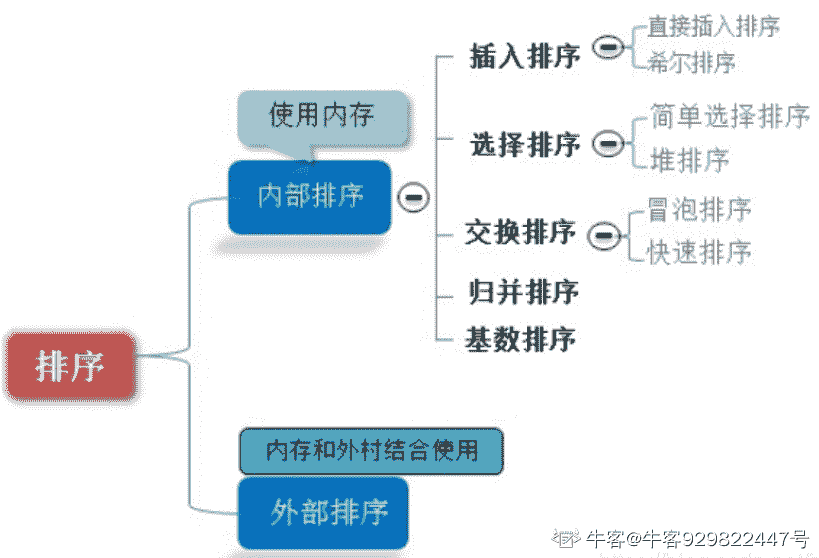 排序
使用内存
内部排序
插入排序
直接插入排序
希尔排序
选择排序
简单选择排序
堆排序
交换排序
冒泡排序
快速排序
归并排序
基数排序
内存和外村结合使用
外部排序
牛客@牛客929822447号